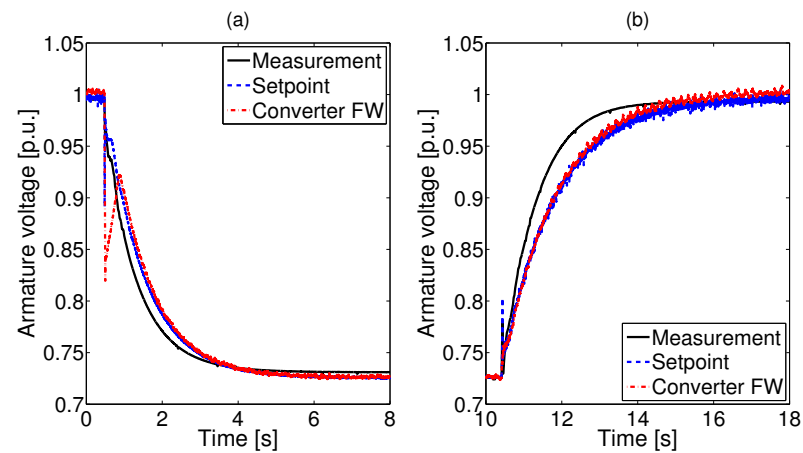 (a)
1.05
1
0.95
0.9
0.85
0.8
0.75
0.7
Armature voltage [p.u.]
Measurement
Setpoint
Converter FW
0
2
4
6
8
Time [s]
(b)
1.05
1
0.95
0.9
0.85
0.8
0.75
0.7
Armature voltage [p.u.]
Measurement
Setpoint
Converter FW
10
12
14
16
18
Time [s]